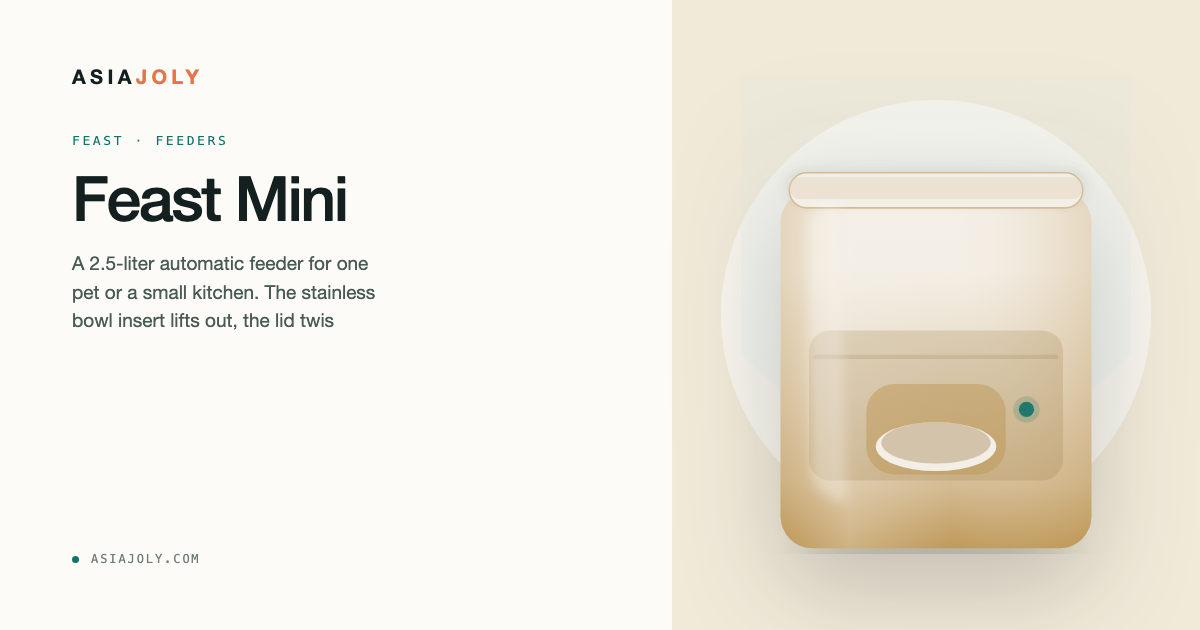 ASIAJOLY
FEAST · FEEDERS
Feast Mini
A 2.5-liter automatic feeder for one
pet or a small kitchen. The stainless
bowl insert lifts out, the lid twis
ASIAJOLY.COM